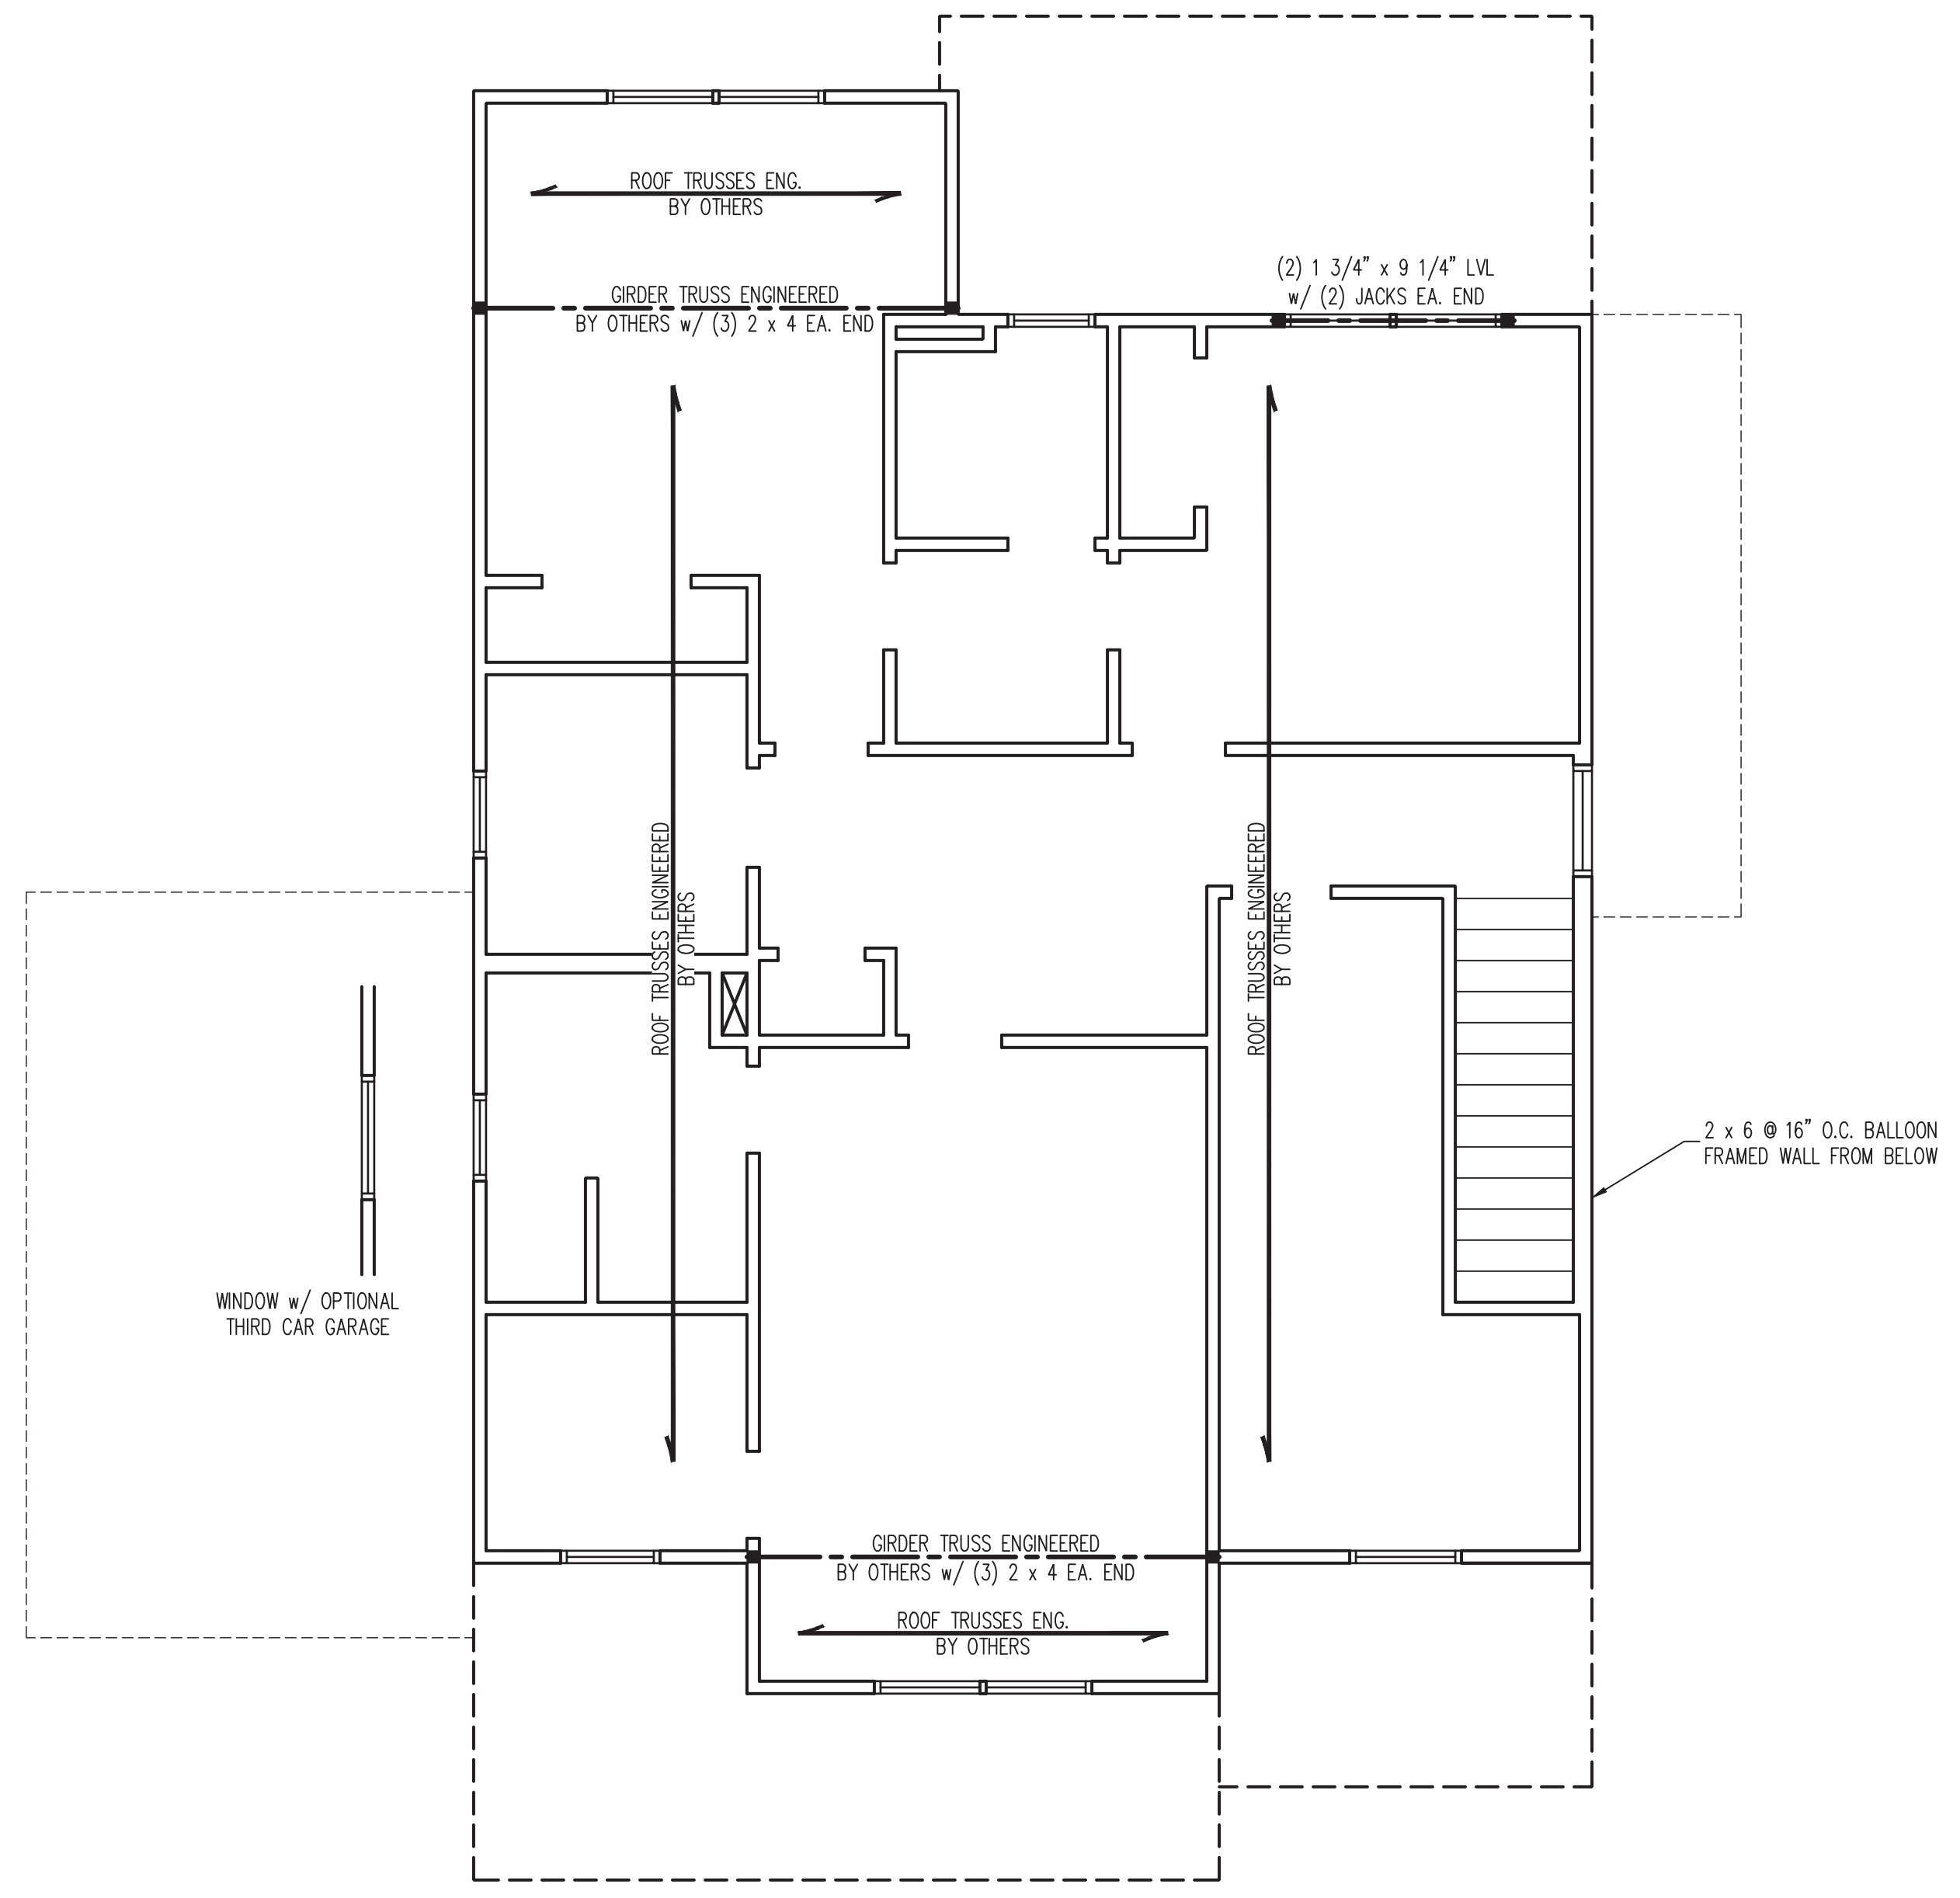 ROOF TRUSSES ENG.
BY OTHERS
(2) 1 3/4" x 9 1/4" LVL
w/ (2) JACKS EA. END
GIRDER TRUSS ENGINEERED
BY OTHERS w/ (3) 2 x 4 EA. END
ROOF TRUSSES ENGINEERED
BY OTHERS
ROOF TRUSSES ENGINEERED
BY OTHERS
2 x 6 @ 16" O.C. BALLOON
FRAMED WALL FROM BELOW
WINDOW w/ OPTIONAL
THIRD CAR GARAGE
GIRDER TRUSS ENGINEERED
BY OTHERS w/ (3) 2 x 4 EA. END
ROOF TRUSSES ENG.
BY OTHERS